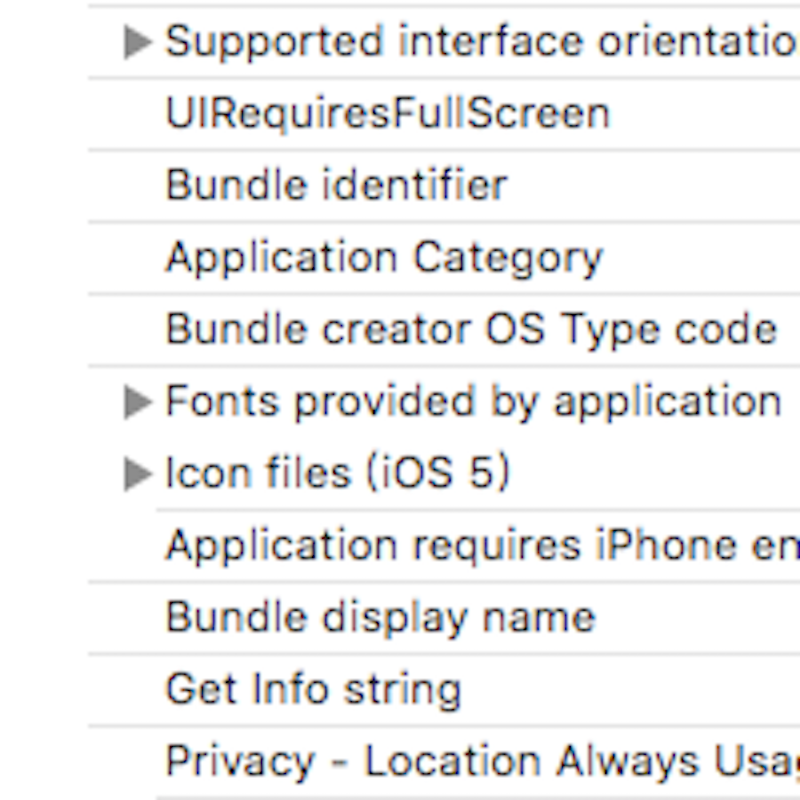 Supported interface orientatio
UIRequiresFullScreen
Bundle identifier
Application Category
Bundle creator OS Type code
Fonts provided by application
Icon files (iOS 5)
Application requires iPhone en
Bundle display name
Get Info string
Privacy - Location Always Usag